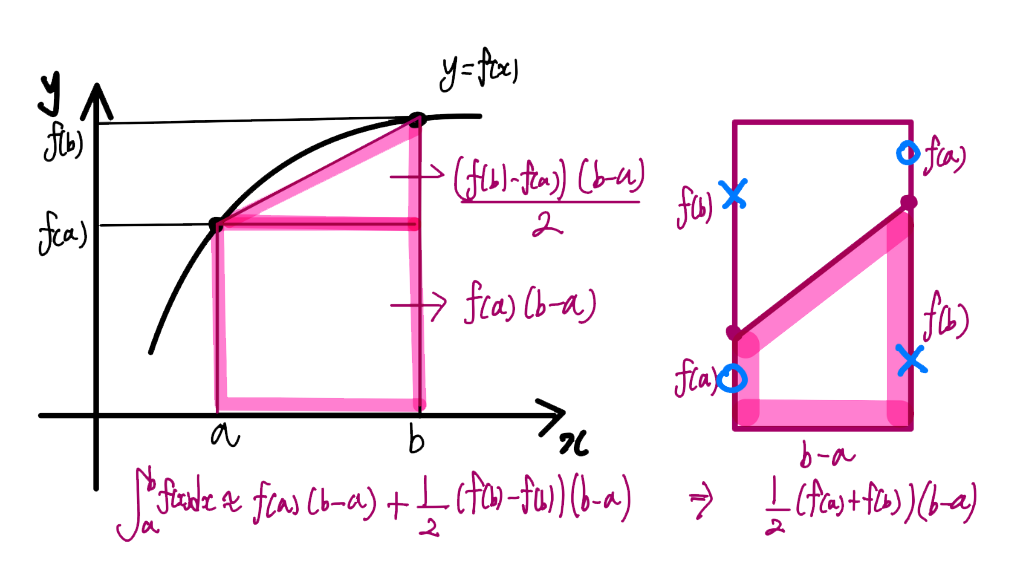 y
y=f(x)
f(b)
(f(b)-f(a))(b-a)
2
f(a)
f(a)(b-a)
a
b
x
f(a)
f(b)
f(b)
f(a)
b-a
∫_a^b f(x)dx ≈ f(a)(b-a) + 1/2 (f(b)-f(b))(b-a) ⇒ 1/2 (f(a)+f(b))(b-a)